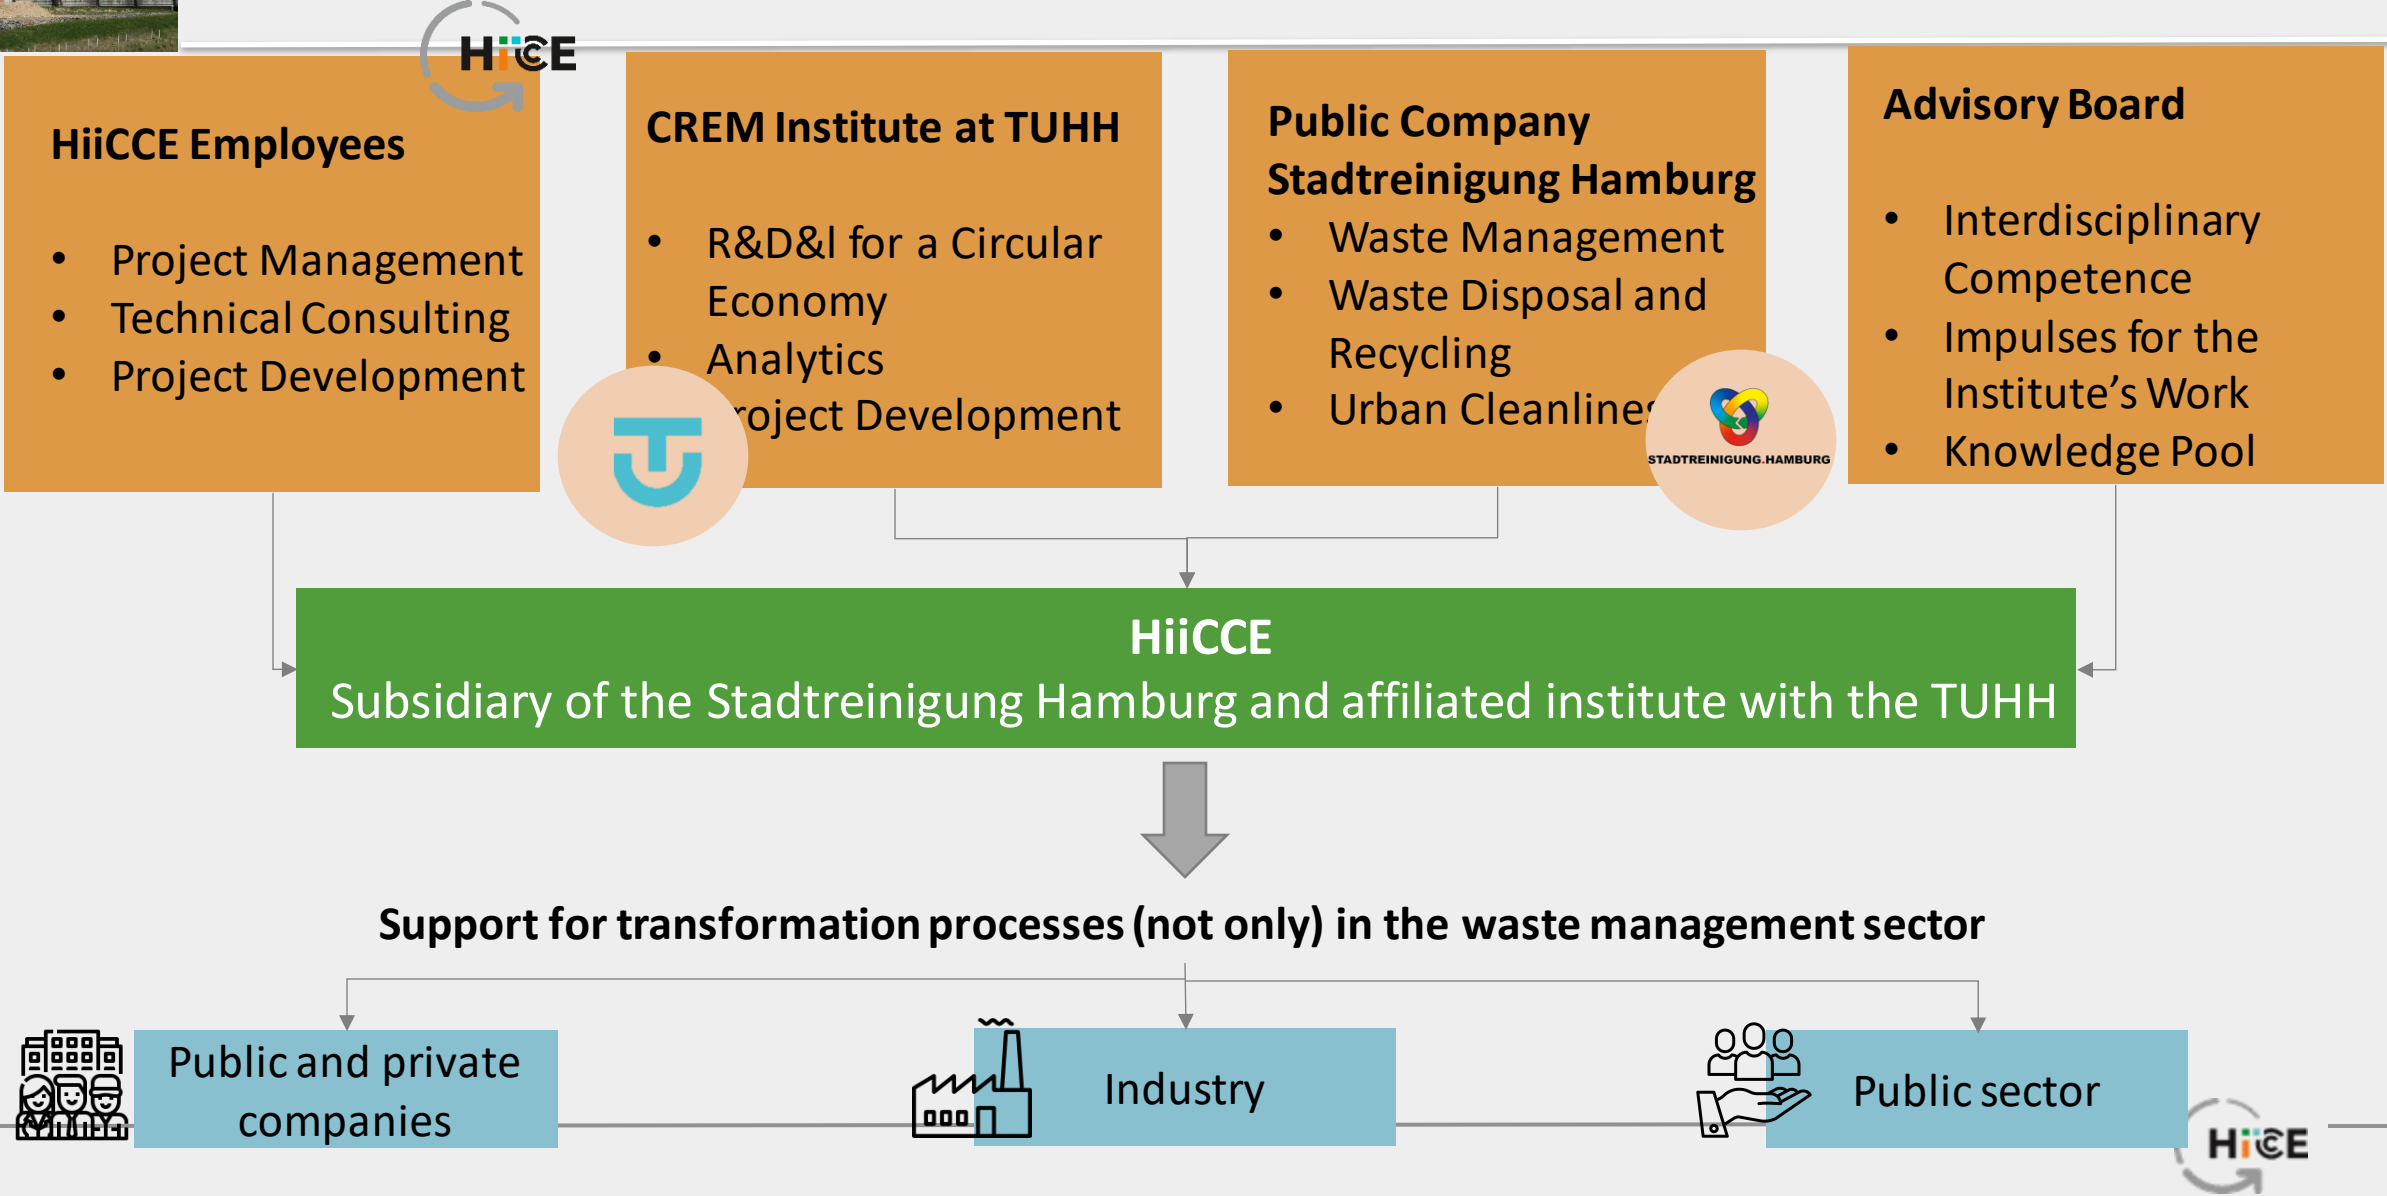 HiiCCE
HiiCCE Employees
• Project Management
• Technical Consulting
• Project Development
CREM Institute at TUHH
• R&D&l for a Circular
Economy
• Analytics
roject Development
Public Company
Stadtreinigung Hamburg
• Waste Management
• Waste Disposal and
Recycling
• Urban Cleanlines
STADTREINIGUNG.HAMBURG
Advisory Board
• Interdisciplinary
Competence
• Impulses for the
Institute’s Work
• Knowledge Pool
HiiCCE
Subsidiary of the Stadtreinigung Hamburg and affiliated institute with the TUHH
Support for transformation processes (not only) in the waste management sector
Public and private
companies
Industry
Public sector
HiiCCE